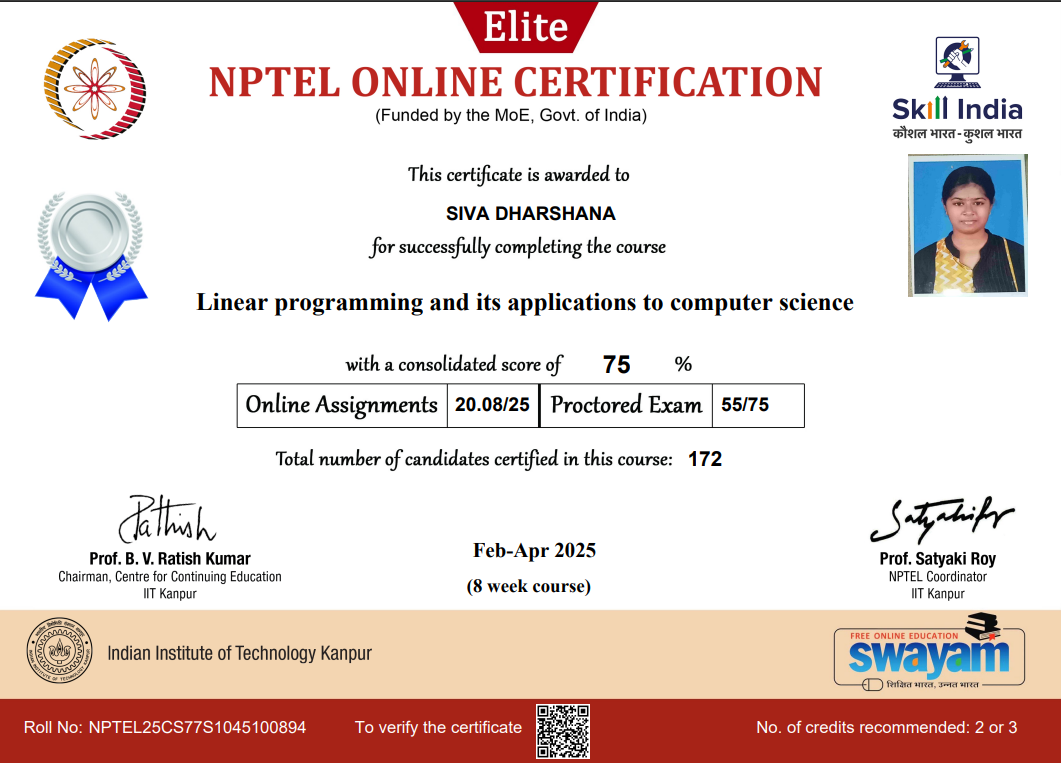 Elite
NPTEL ONLINE CERTIFICATION
(Funded by the MoE, Govt. of India)
Skill India
कौशल भारत - कुशल भारत
This certificate is awarded to
SIVA DHARSHANA
for successfully completing the course
Linear programming and its applications to computer science
with a consolidated score of 75 %
Online Assignments 20.08/25 Proctored Exam 55/75
Total number of candidates certified in this course: 172
Prof. B. V. Ratish Kumar
Chairman, Centre for Continuing Education
IIT Kanpur
Feb-Apr 2025
(8 week course)
Prof. Satyaki Roy
NPTEL Coordinator
IIT Kanpur
Indian Institute of Technology Kanpur
FREE ONLINE EDUCATION
swayam
शिक्षित भारत, उन्नत भारत
Roll No: NPTEL25CS77S1045100894
To verify the certificate
No. of credits recommended: 2 or 3